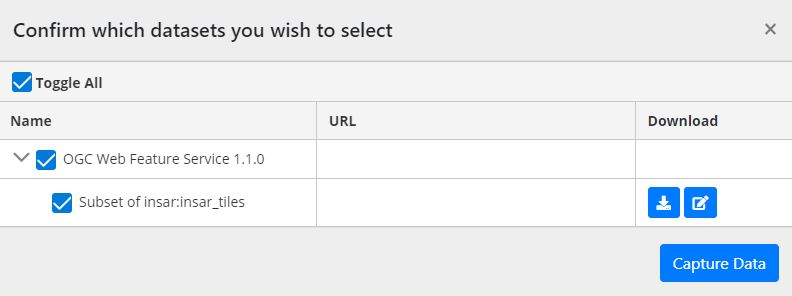 Confirm which datasets you wish to select
×
Toggle All
Name URL Download
OGC Web Feature Service 1.1.0
Subset of insar:insar_tiles
Capture Data